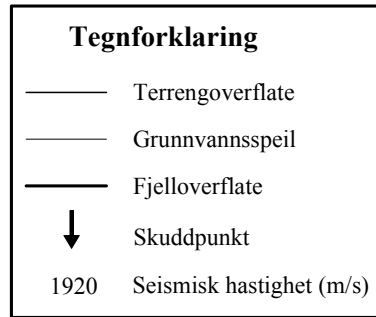 Tegnforklaring
Terrengoverflate
Grunnvannsspeil
Fjelloverflate
Skuddpunkt
1920 Seismisk hastighet (m/s)